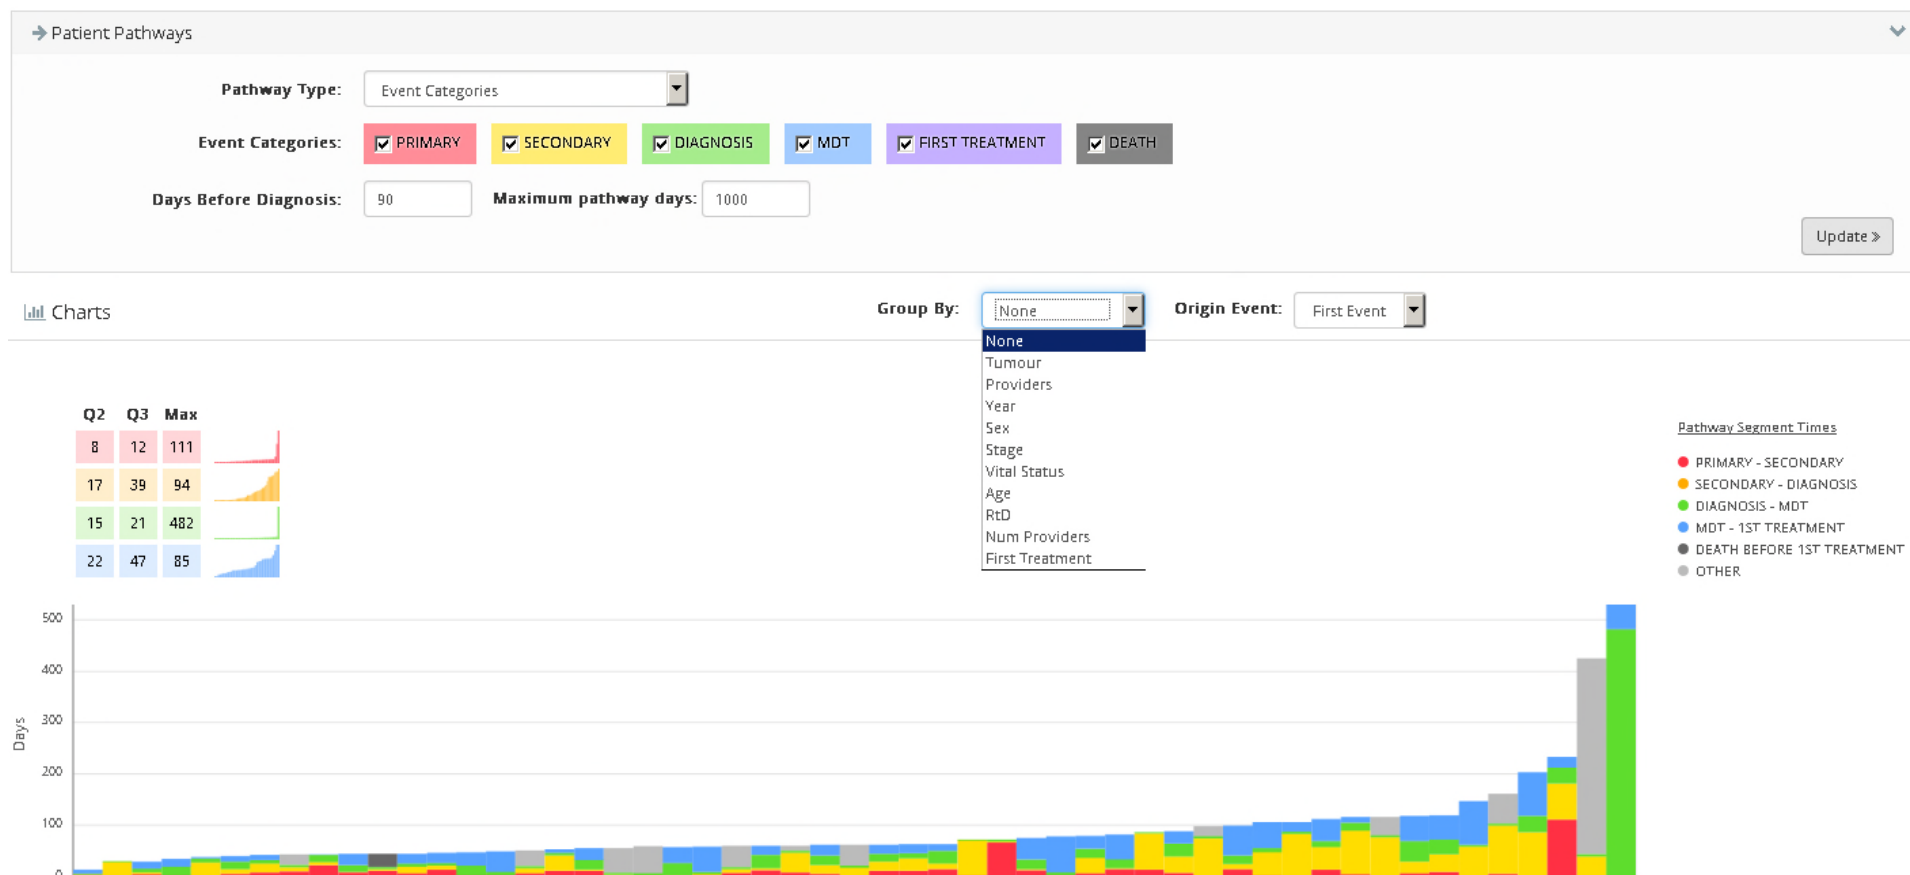 Patient Pathways
Pathway Type: Event Categories
Event Categories: PRIMARY SECONDARY DIAGNOSIS MDT FIRST TREATMENT DEATH
Days Before Diagnosis: 90 Maximum pathway days: 1000
Update »
Charts Group By: None Origin Event: First Event
None
Tumour
Providers
Year
Sex
Stage
Vital Status
Age
RtD
Num Providers
First Treatment
Q2 Q3 Max
8 12 111
17 39 94
15 21 482
22 47 85
Pathway Segment Times
PRIMARY - SECONDARY
SECONDARY - DIAGNOSIS
DIAGNOSIS - MDT
MDT - 1ST TREATMENT
DEATH BEFORE 1ST TREATMENT
OTHER
500
400
300
200
100
0
Days